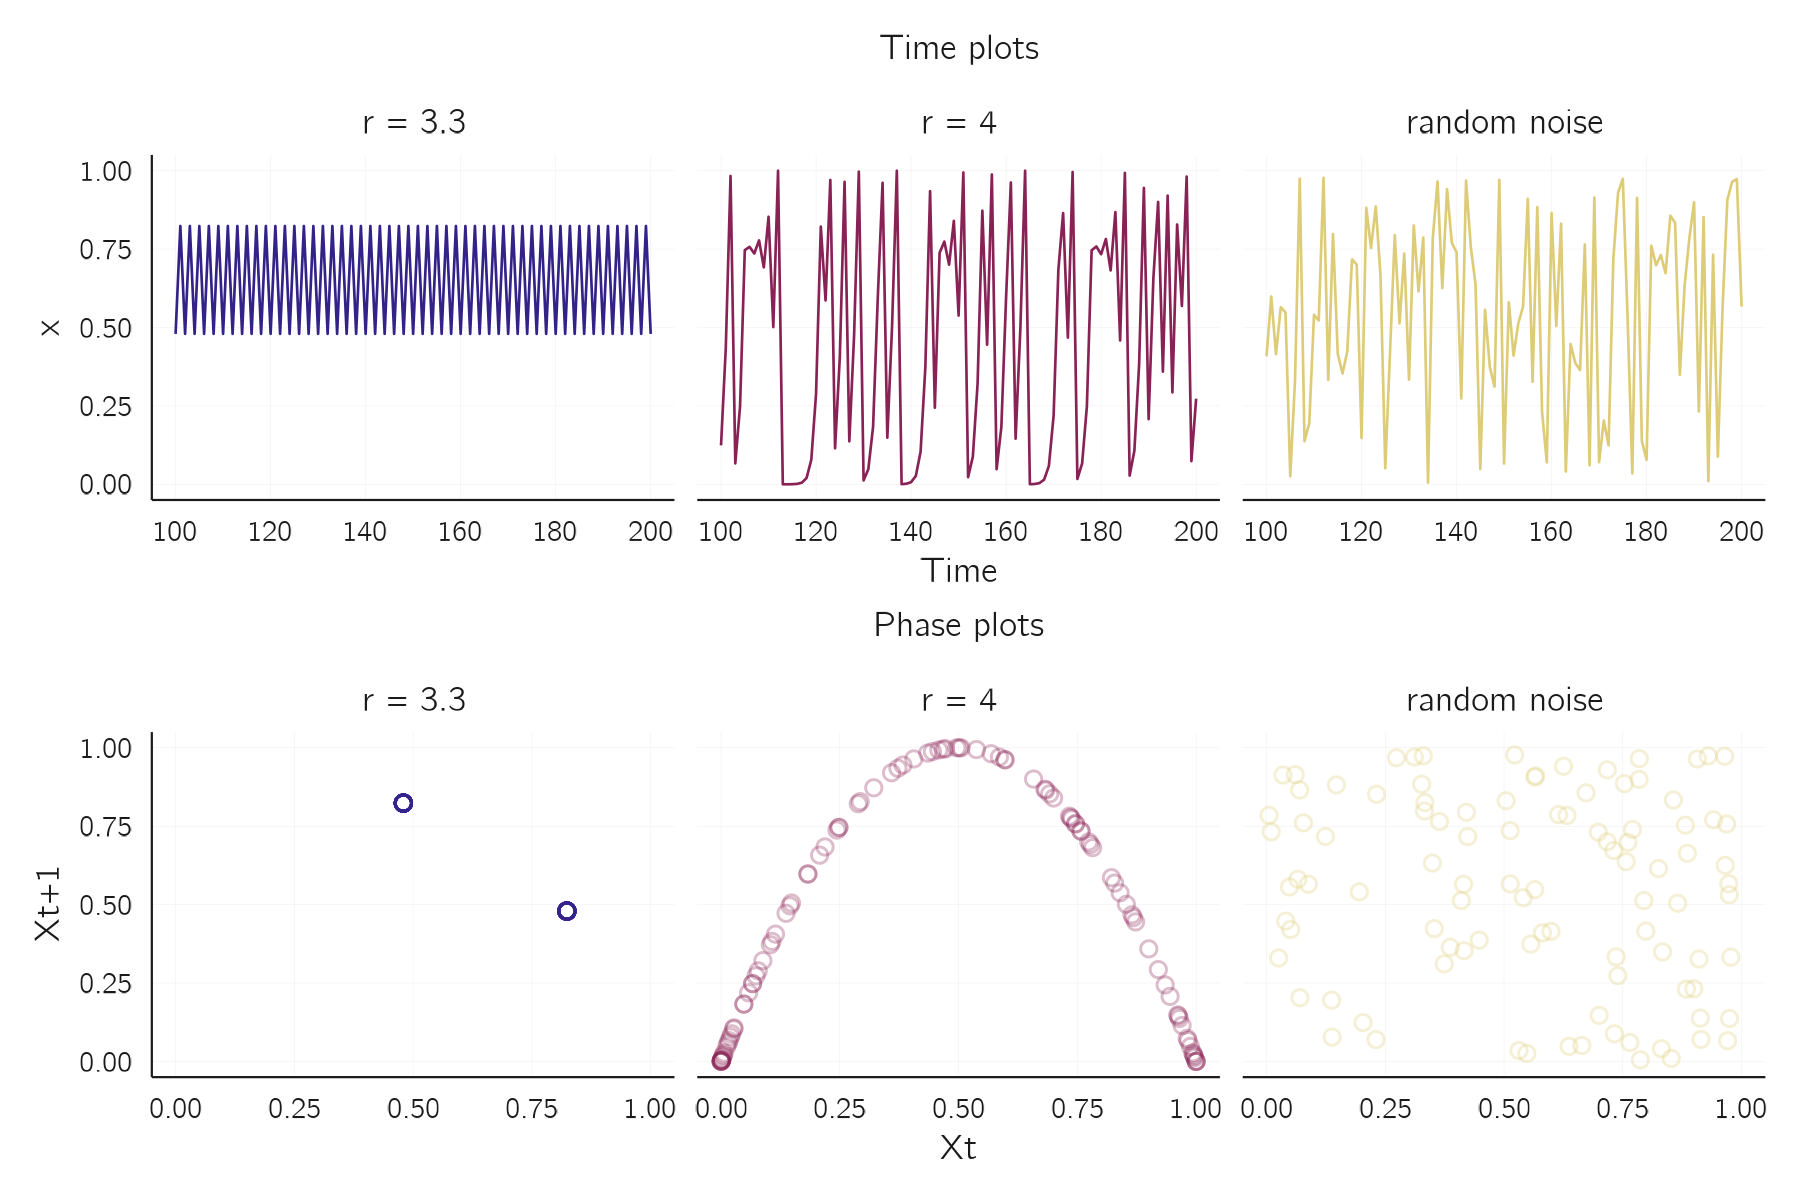 Time plots
r = 3.3 r = 4 random noise
1.00
0.75
0.50
0.25
0.00
x
100 120 140 160 180 200 100 120 140 160 180 200 100 120 140 160 180 200
Time
Phase plots
r = 3.3 r = 4 random noise
1.00
0.75
0.50
0.25
0.00
Xt+1
0.00 0.25 0.50 0.75 1.00 0.00 0.25 0.50 0.75 1.00 0.00 0.25 0.50 0.75 1.00
Xt